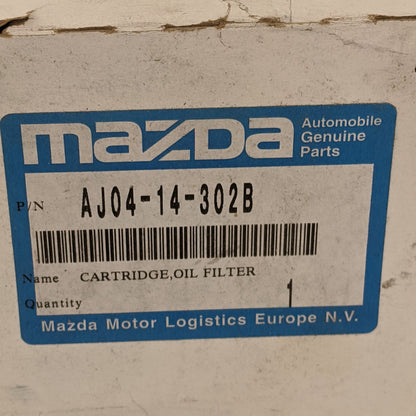 mazda
Automobile
Genuine
Parts
P/N AJ04-14-302B
Name CARTRIDGE,OIL FILTER
Quantity 1
Mazda Motor Logistics Europe N.V.